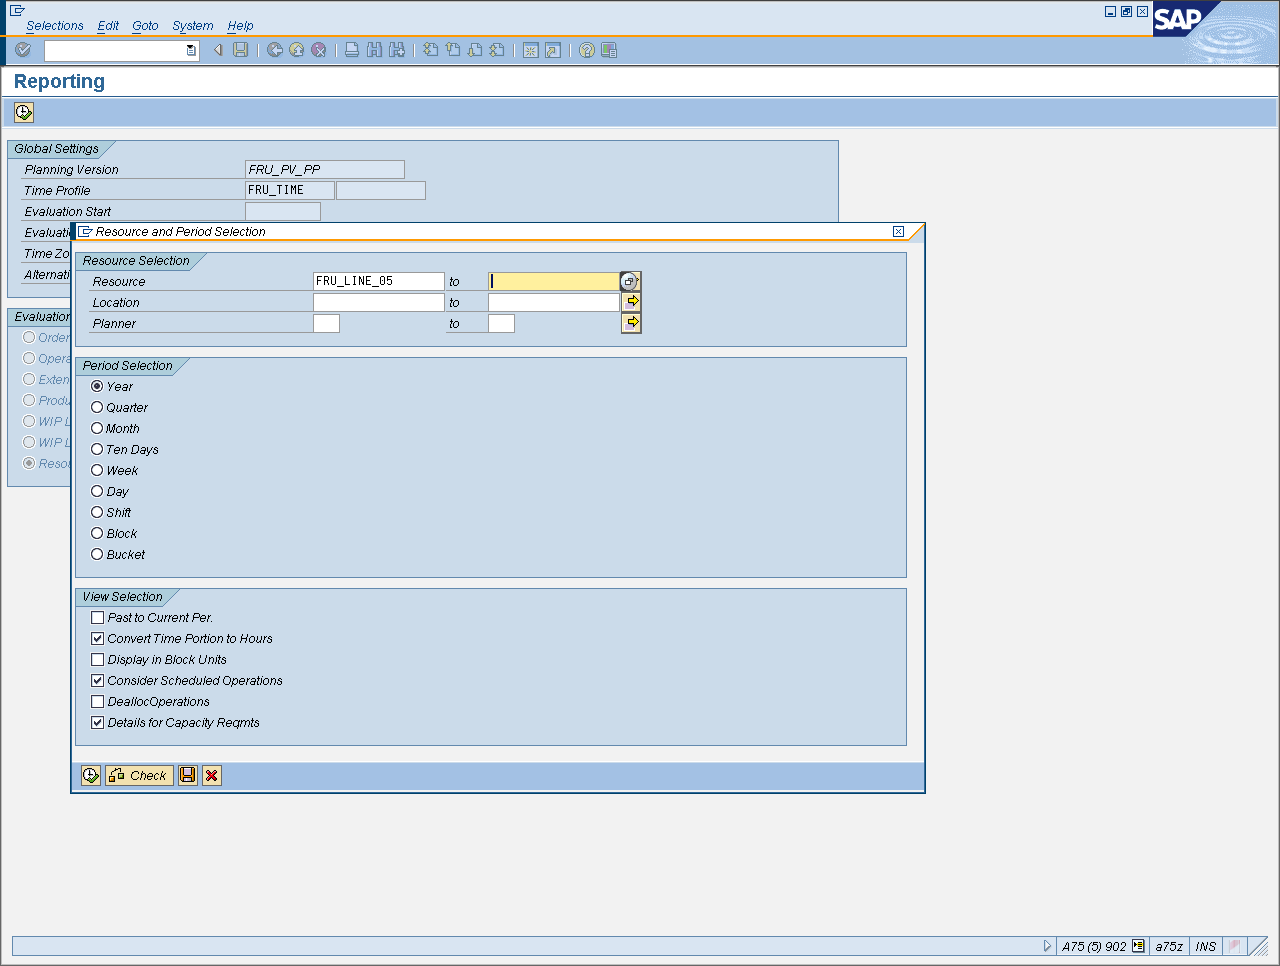 Selections Edit Goto System Help
SAP
Reporting
Global Settings
Planning Version FRU_PV_PP
Time Profile FRU_TIME
Evaluation Start
Evaluati
Time Zo
Alternati
Resource and Period Selection
Resource Selection
Resource FRU_LINE_05 to
Location to
Planner to
Evaluation
Order
Opera
Exten
Produ
WIP L
WIP L
Resou
Period Selection
Year
Quarter
Month
Ten Days
Week
Day
Shift
Block
Bucket
View Selection
Past to Current Per.
Convert Time Portion to Hours
Display in Block Units
Consider Scheduled Operations
DeallocOperations
Details for Capacity Reqmts
Check
A75 (5) 902 a75z INS